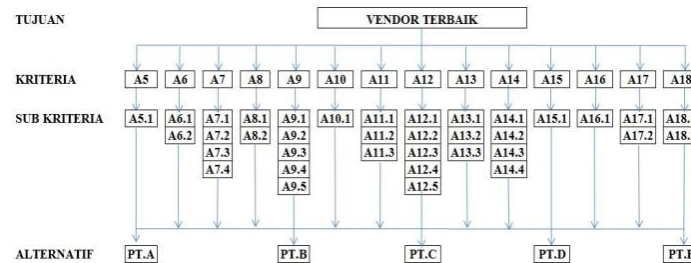 TUJUAN VENDOR TERBAIK
KRITERIA A5 A6 A7 A8 A9 A10 A11 A12 A13 A14 A15 A16 A17 A18
SUB KRITERIA A5.1 A6.1 A7.1 A8.1 A9.1 A10.1 A11.1 A12.1 A13.1 A14.1 A15.1 A16.1 A17.1 A18.
A6.2 A7.2 A8.2 A9.2 A11.2 A12.2 A13.2 A14.2 A17.2 A18.
A7.3 A9.3 A11.3 A12.3 A13.3 A14.3
A7.4 A9.4 A12.4 A14.4
A9.5 A12.5
ALTERNATIF PT.A PT.B PT.C PT.D